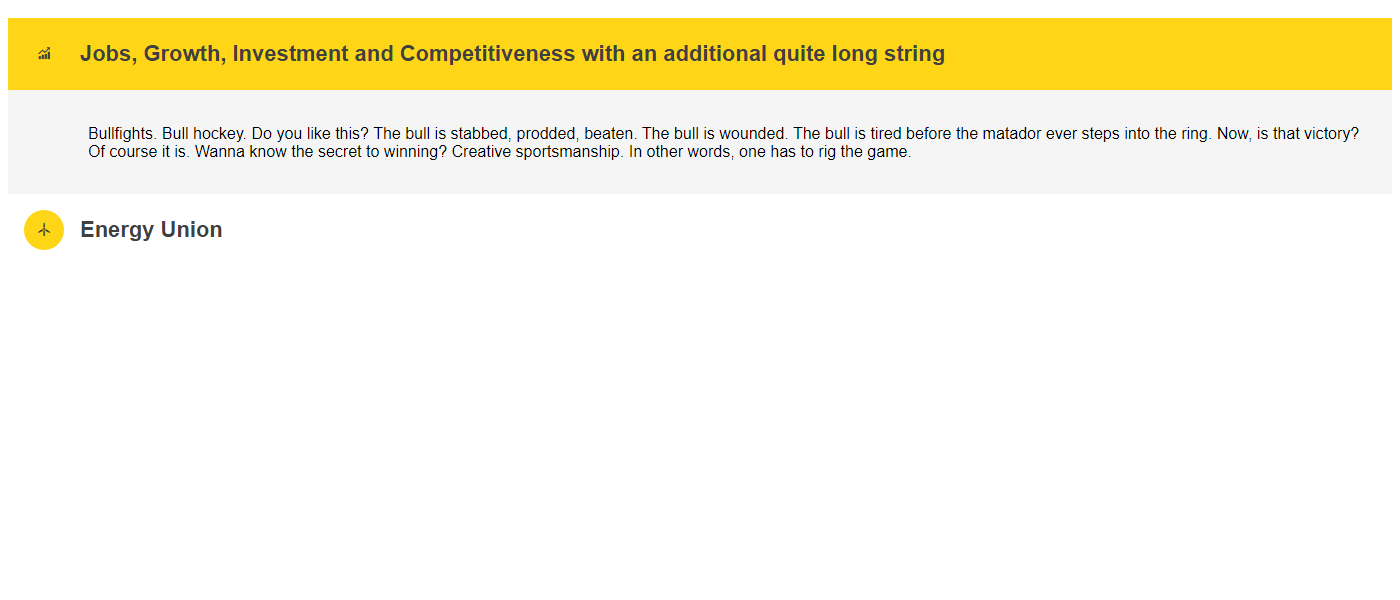 Jobs, Growth, Investment and Competitiveness with an additional quite long string
Bullfights. Bull hockey. Do you like this? The bull is stabbed, prodded, beaten. The bull is wounded. The bull is tired before the matador ever steps into the ring. Now, is that victory?
Of course it is. Wanna know the secret to winning? Creative sportsmanship. In other words, one has to rig the game.
Energy Union